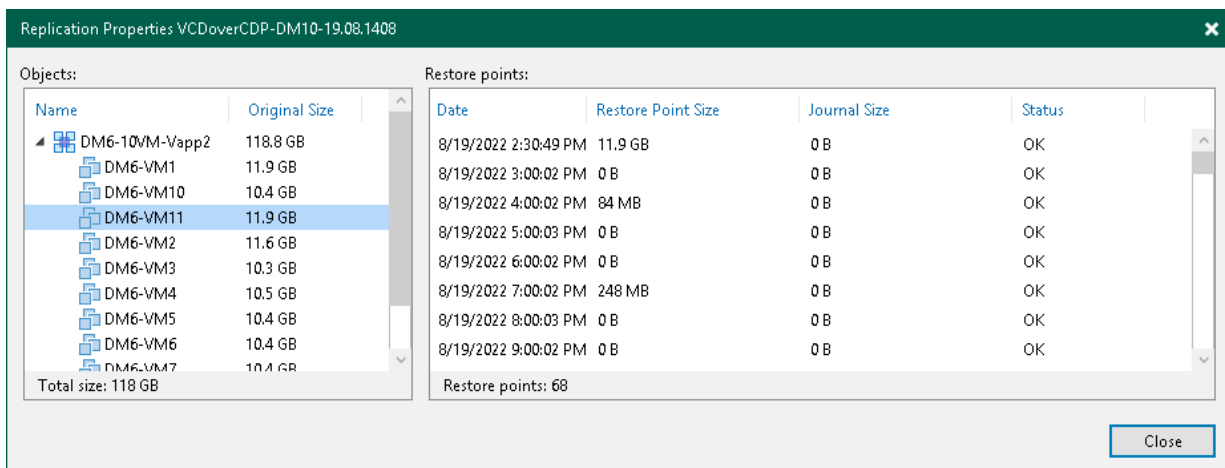 Replication Properties VCDoverCDP-DM10-19.08.1408
Objects:
Name Original Size
DM6-10VM-Vapp2 118.8 GB
DM6-VM1 11.9 GB
DM6-VM10 10.4 GB
DM6-VM11 11.9 GB
DM6-VM2 11.6 GB
DM6-VM3 10.3 GB
DM6-VM4 10.5 GB
DM6-VM5 10.4 GB
DM6-VM6 10.4 GB
DM6-VM7 10.4 GB
Total size: 118 GB
Restore points:
Date Restore Point Size Journal Size Status
8/19/2022 2:30:49 PM 11.9 GB 0 B OK
8/19/2022 3:00:02 PM 0 B 0 B OK
8/19/2022 4:00:02 PM 84 MB 0 B OK
8/19/2022 5:00:03 PM 0 B 0 B OK
8/19/2022 6:00:02 PM 0 B 0 B OK
8/19/2022 7:00:02 PM 248 MB 0 B OK
8/19/2022 8:00:03 PM 0 B 0 B OK
8/19/2022 9:00:02 PM 0 B 0 B OK
Restore points: 68
Close